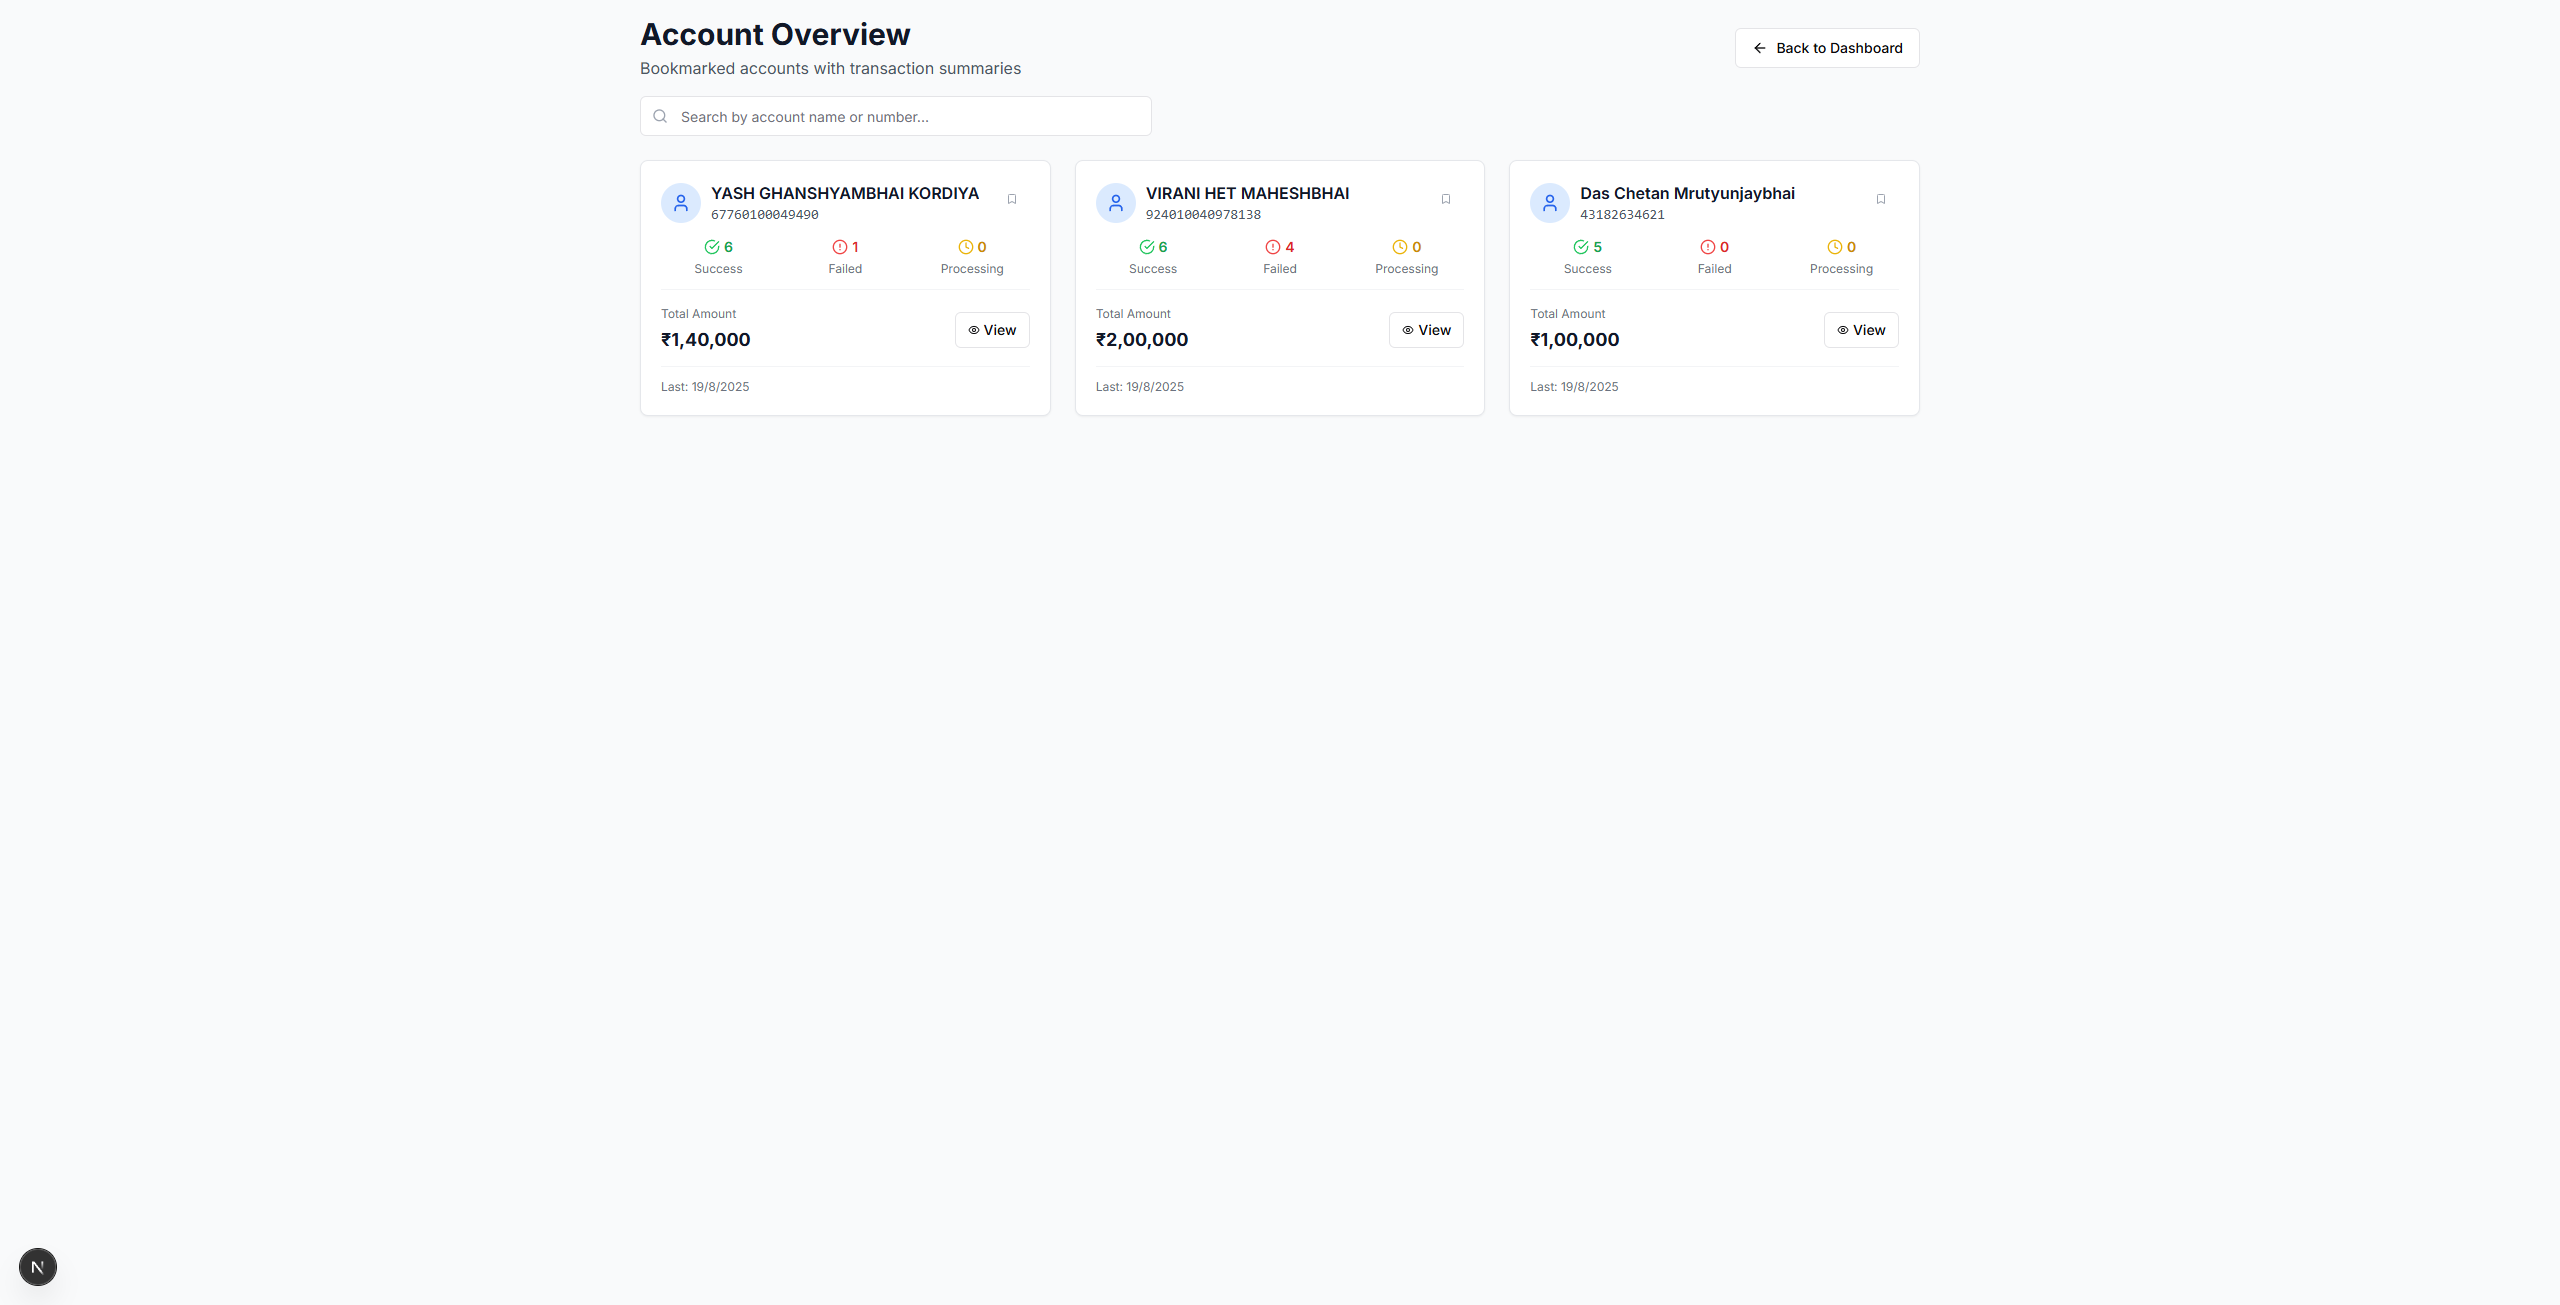 Account Overview
Bookmarked accounts with transaction summaries
Back to Dashboard
Search by account name or number...
YASH GHANSHYAMBHAI KORDIYA
67760100049490
6
Success
1
Failed
0
Processing
Total Amount
₹1,40,000
View
Last: 19/8/2025
VIRANI HET MAHESHBHAI
924010040978138
6
Success
4
Failed
0
Processing
Total Amount
₹2,00,000
View
Last: 19/8/2025
Das Chetan Mrutyunjaybhai
43182634621
5
Success
0
Failed
0
Processing
Total Amount
₹1,00,000
View
Last: 19/8/2025
N